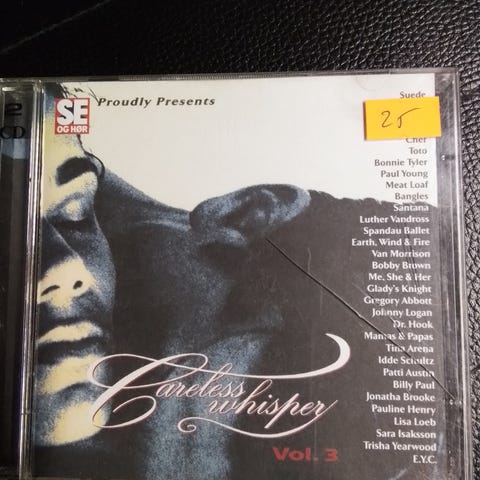 2
CD
SE
OG HØR
Proudly Presents
25
Suede
Cher
Toto
Bonnie Tyler
Paul Young
Meat Loaf
Bangles
Santana
Luther Vandross
Spandau Ballet
Earth, Wind & Fire
Van Morrison
Bobby Brown
Me, She & Her
Glady's Knight
Gregory Abbott
Johnny Logan
Dr. Hook
Mamas & Papas
Tina Arena
Idde Schultz
Patti Austin
Billy Paul
Jonatha Brooke
Pauline Henry
Lisa Loeb
Sara Isaksson
Trisha Yearwood
E.Y.C.
Careless
whisper
Vol. 3